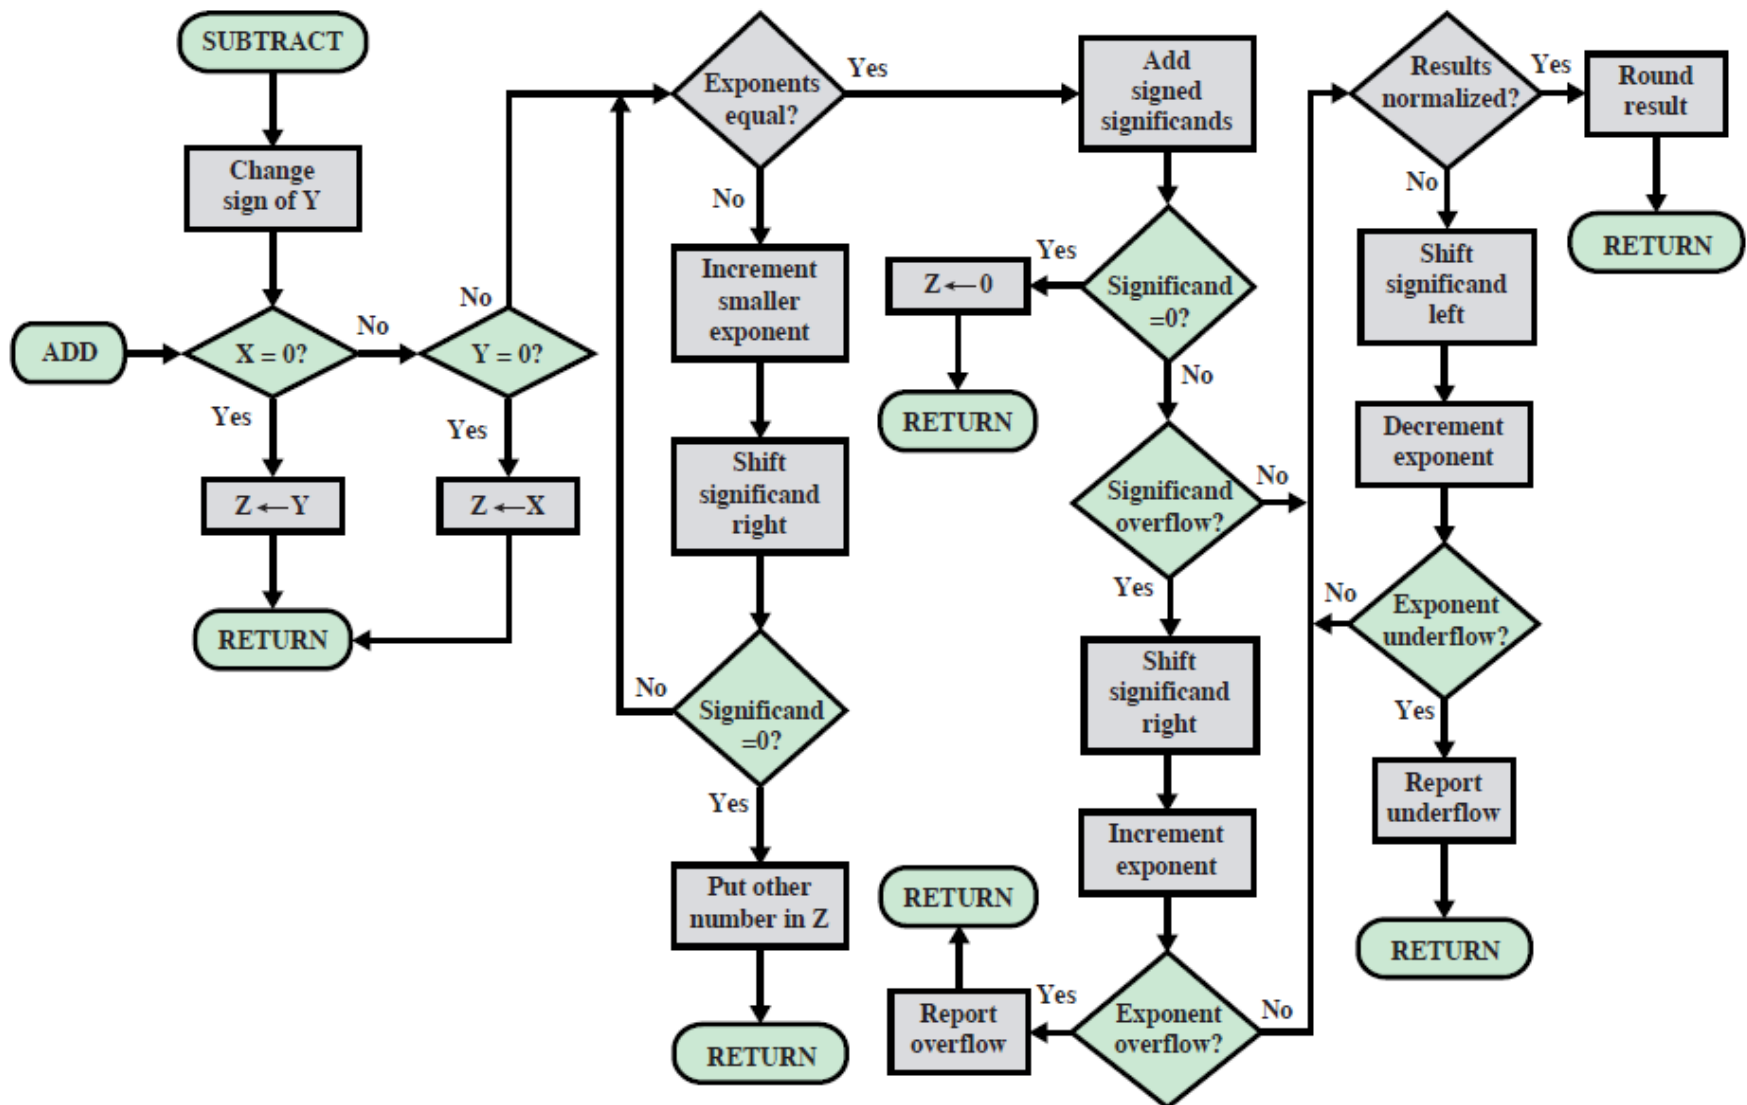 SUBTRACT
Change
sign of Y
ADD
X = 0?
No
Yes
Z ← Y
RETURN
Y = 0?
No
Yes
Z ← X
Exponents
equal?
Yes
No
Increment
smaller
exponent
Shift
significand
right
Significand
=0?
No
Yes
Put other
number in Z
RETURN
Add
signed
significands
Significand
=0?
Yes
Z ← 0
RETURN
No
Significand
overflow?
No
Yes
Shift
significand
right
Increment
exponent
Exponent
overflow?
Yes
Report
overflow
RETURN
No
Results
normalized?
Yes
Round
result
RETURN
No
Shift
significand
left
Decrement
exponent
Exponent
underflow?
No
Yes
Report
underflow
RETURN